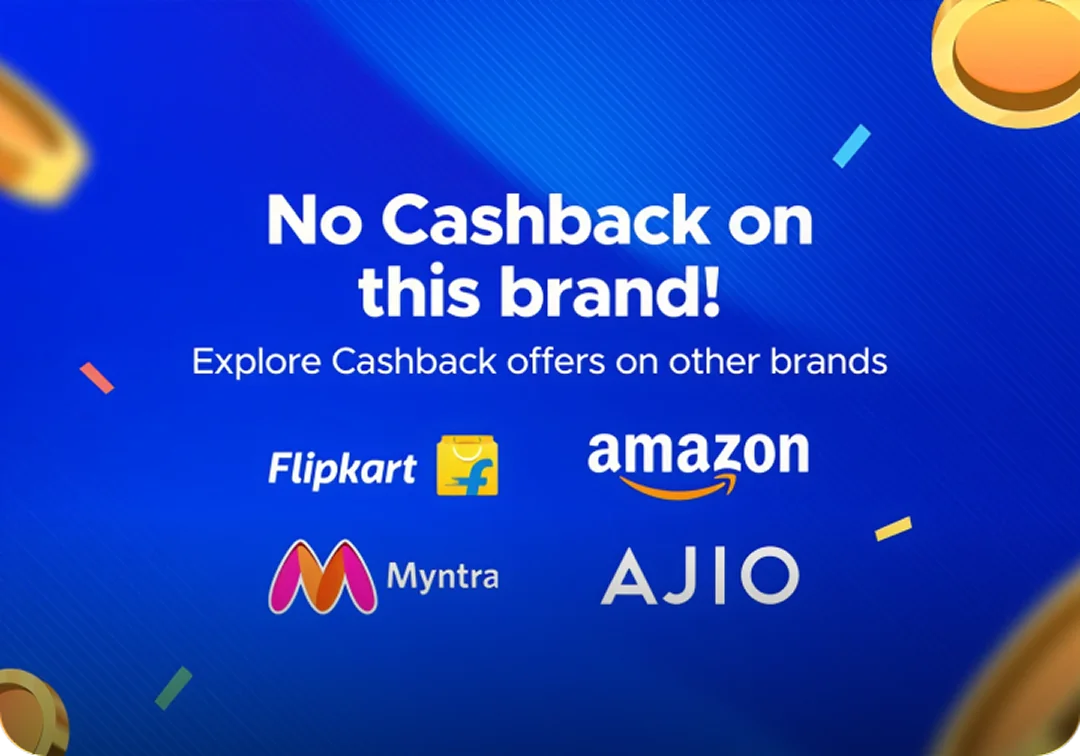 No Cashback on
this brand!
Explore Cashback offers on other brands
Flipkart
amazon
Myntra
AJIO